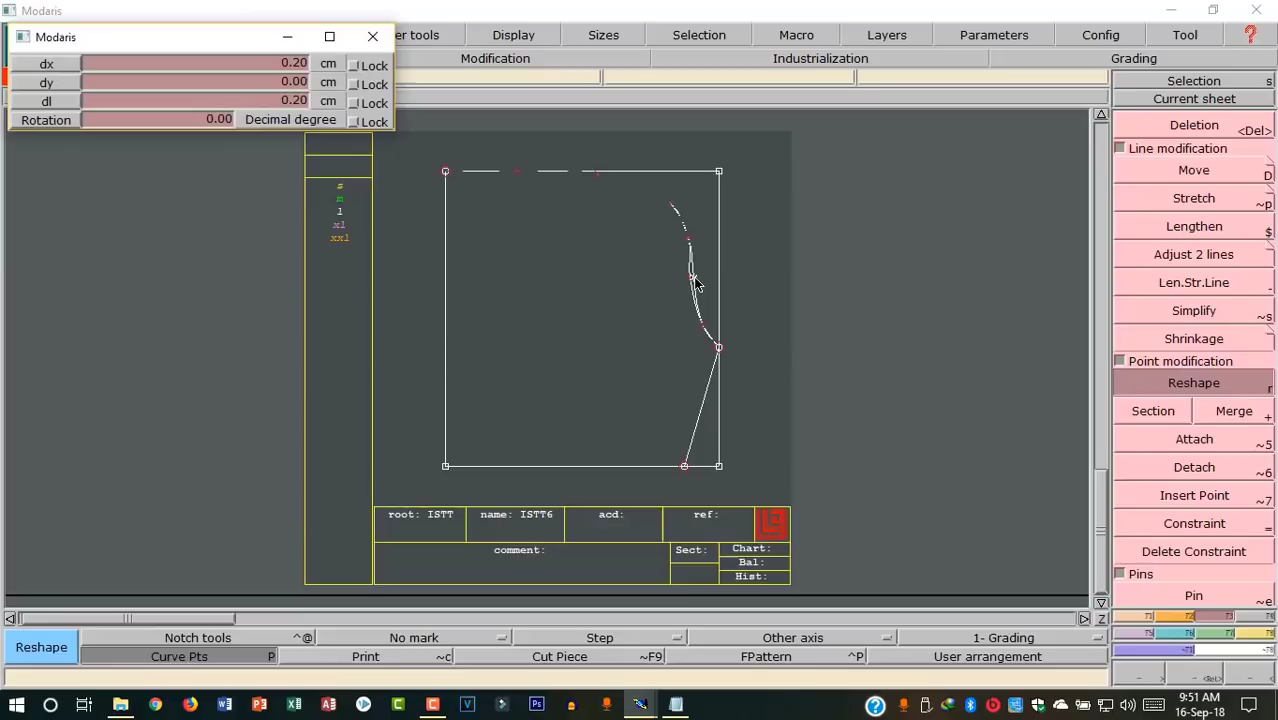 Modaris
Modaris
er tools Display Sizes Selection Macro Layers Parameters Config Tool
Modification Industrialization Grading
dx 0.20 cm Lock
dy 0.00 cm Lock
dl 0.20 cm Lock
Rotation 0.00 Decimal degree Lock
Selection s
Current sheet
Deletion <Del>
Line modification
Move D
Stretch ~p
Lengthen $
Adjust 2 lines
Len.Str.Line -
Simplify ~s
Shrinkage
Point modification
Reshape r
Section Merge +
Attach ~5
Detach ~6
Insert Point ~7
Constraint =
Delete Constraint
Pins
Pin ~e
s
m
l
xl
xxl
root: ISTT name: ISTT6 acd: ref:
comment: Sect: Chart:
Bal:
Hist:
Z
Reshape
Notch tools ^@ No mark Step Other axis 1- Grading
Curve Pts P Print ~c Cut Piece ~F9 FPattern ^P User arrangement
9:51 AM
16-Sep-18